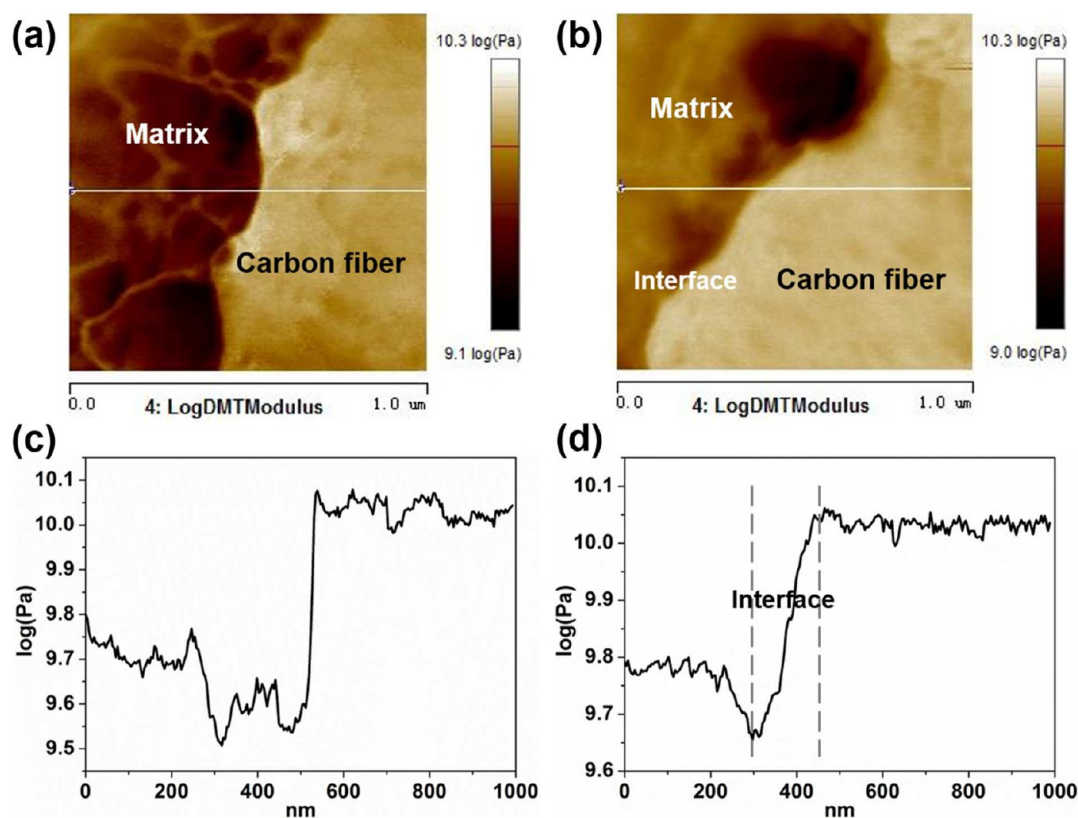 (a)
10.3 log(Pa)
Matrix
Carbon fiber
9.1 log(Pa)
0.0
1.0 um
4: LogDMTModulus
(b)
10.3 log(Pa)
Matrix
Interface
Carbon fiber
9.0 log(Pa)
0.0
1.0 um
4: LogDMTModulus
(c)
10.1
10.0
9.9
9.8
9.7
9.6
9.5
log(Pa)
0 200 400 600 800 1000
nm
(d)
10.1
10.0
9.9
9.8
9.7
9.6
log(Pa)
Interface
0 200 400 600 800 1000
nm